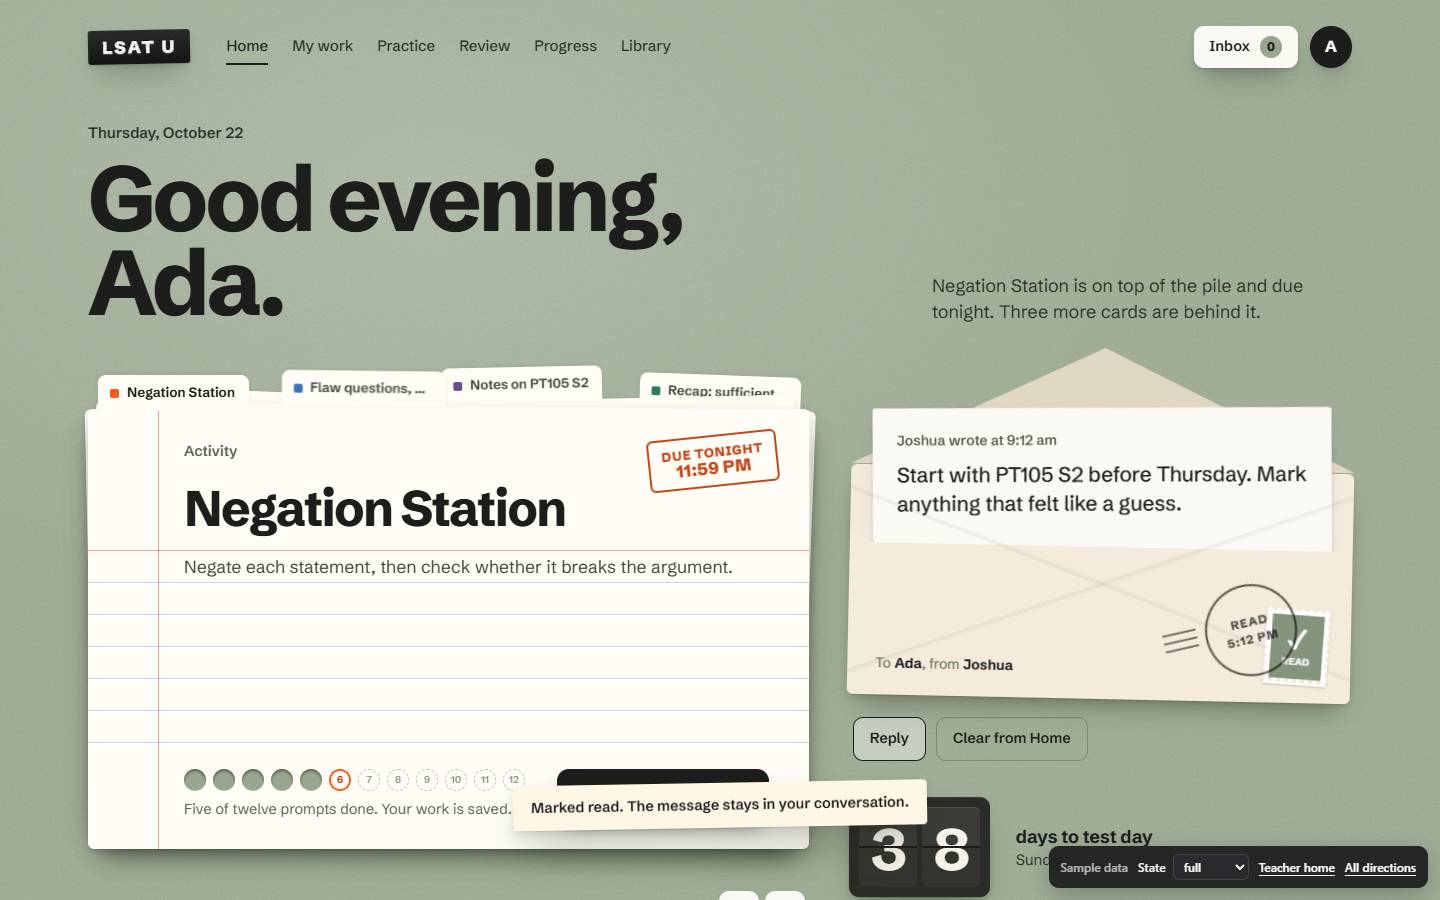 LSAT U
Home
My work
Practice
Review
Progress
Library
Inbox 0
A
Thursday, October 22
Good evening,
Ada.
Negation Station is on top of the pile and due
tonight. Three more cards are behind it.
Negation Station
Flaw questions, ...
Notes on PT105 S2
Recap: sufficient
Activity
DUE TONIGHT
11:59 PM
Negation Station
Negate each statement, then check whether it breaks the argument.
6 7 8 9 10 11 12
Five of twelve prompts done. Your work is saved.
Joshua wrote at 9:12 am
Start with PT105 S2 before Thursday. Mark
anything that felt like a guess.
READ
5:12 PM
READ
To Ada, from Joshua
Reply
Clear from Home
Marked read. The message stays in your conversation.
38
days to test day
Sample data State full Teacher home All directions